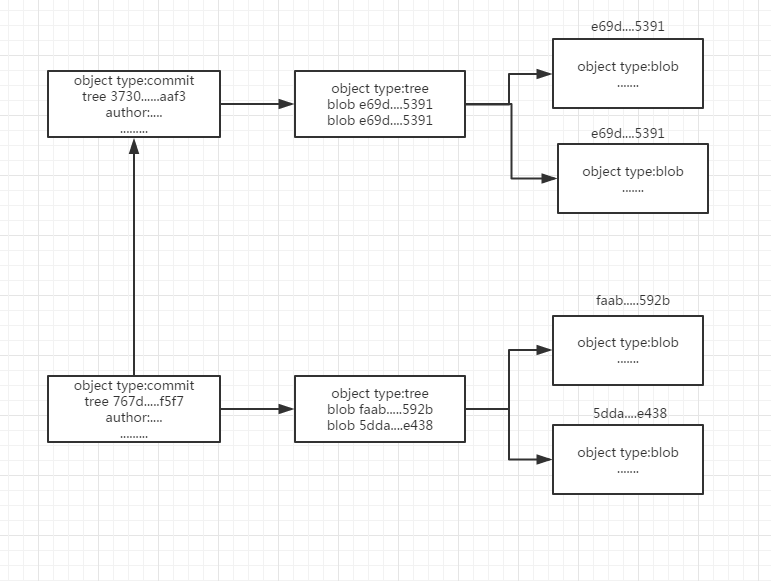 e69d....5391
object type:commit
tree 3730......aaf3
author:....
.........
object type:tree
blob e69d....5391
blob e69d....5391
object type:blob
.......
e69d....5391
object type:blob
.......
faab.....592b
object type:commit
tree 767d.....f5f7
author:....
.........
object type:tree
blob faab.....592b
blob 5dda....e438
object type:blob
.......
5dda....e438
object type:blob
.......